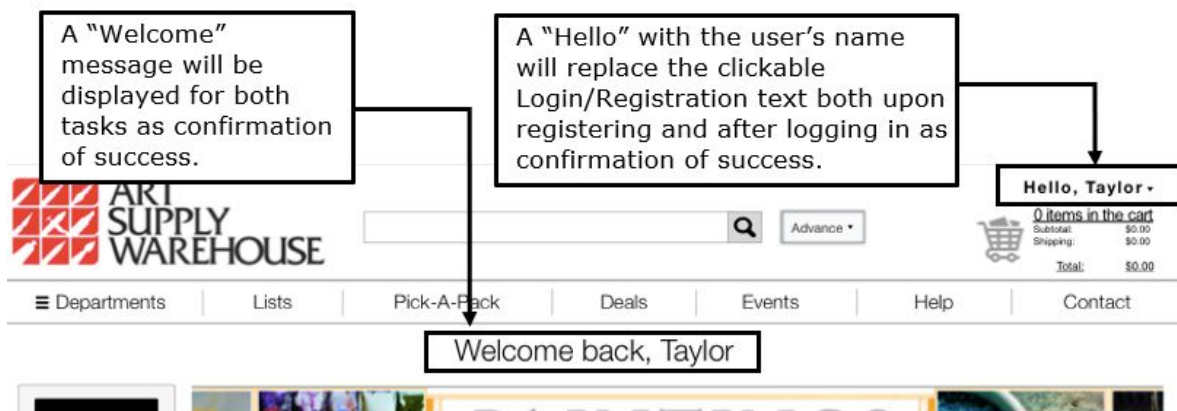 A “Welcome”
message will be
displayed for both
tasks as confirmation
of success.
A “Hello” with the user’s name
will replace the clickable
Login/Registration text both upon
registering and after logging in as
confirmation of success.
ART
SUPPLY
WAREHOUSE
Advance
Hello, Taylor
0 items in the cart
Subtotal: $0.00
Shipping: $0.00
Total: $0.00
Departments Lists Pick-A-Pack Deals Events Help Contact
Welcome back, Taylor